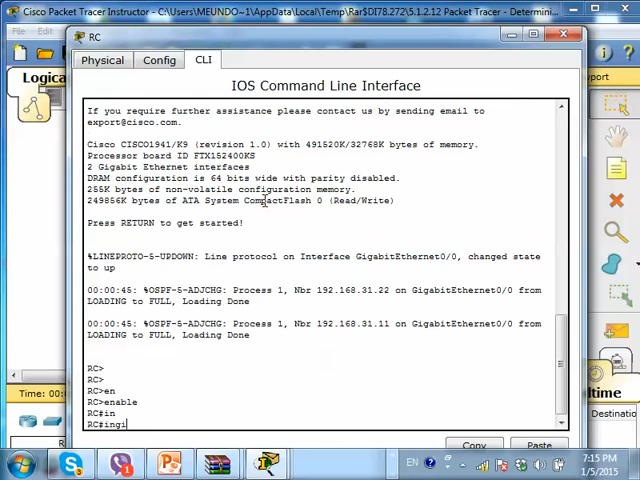 Cisco Packet Tracer Instructor - C:\Users\MEUNDO~1\AppData\Local\Temp\Rar$DI78.272\5.1.2.12 Packet Tracer - Determini
File
RC
Logica
Physical
Config
CLI
port
IOS Command Line Interface
If you require further assistance please contact us by sending email to
export@cisco.com.
Cisco CISCO1941/K9 (revision 1.0) with 491520K/32768K bytes of memory.
Processor board ID FTX152400KS
2 Gigabit Ethernet interfaces
DRAM configuration is 64 bits wide with parity disabled.
255K bytes of non-volatile configuration memory.
249856K bytes of ATA System CompactFlash 0 (Read/Write)
Press RETURN to get started!
%LINEPROTO-5-UPDOWN: Line protocol on Interface GigabitEthernet0/0, changed state
to up
00:00:45: %OSPF-5-ADJCHG: Process 1, Nbr 192.168.31.22 on GigabitEthernet0/0 from
LOADING to FULL, Loading Done
00:00:45: %OSPF-5-ADJCHG: Process 1, Nbr 192.168.31.11 on GigabitEthernet0/0 from
LOADING to FULL, Loading Done
RC>
RC>
RC>en
RC>enable
RC#in
RC#ingi
Time: 00:
Copy
Paste
Destinatio
EN
7:15 PM
1/5/2015